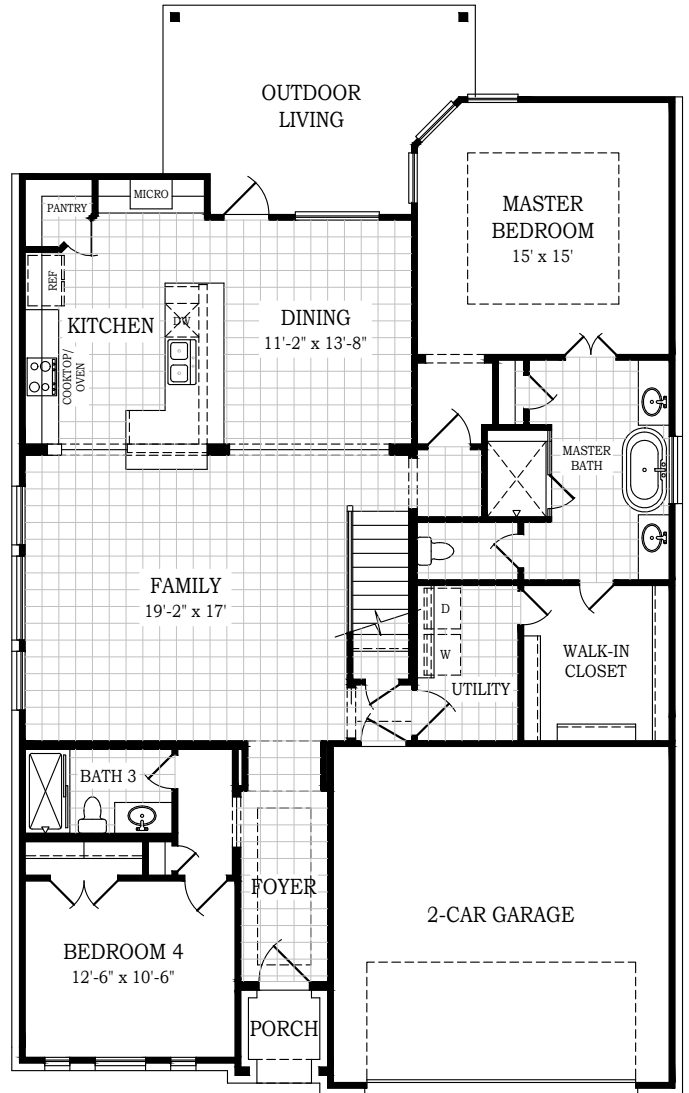 OUTDOOR
LIVING
MICRO
PANTRY
MASTER
BEDROOM
15' x 15'
REF
KITCHEN
DW
DINING
11'-2" x 13'-8"
COOKTOP/
OVEN
MASTER
BATH
FAMILY
19'-2" x 17'
D
W
UTILITY
WALK-IN
CLOSET
BATH 3
FOYER
2-CAR GARAGE
BEDROOM 4
12'-6" x 10'-6"
PORCH